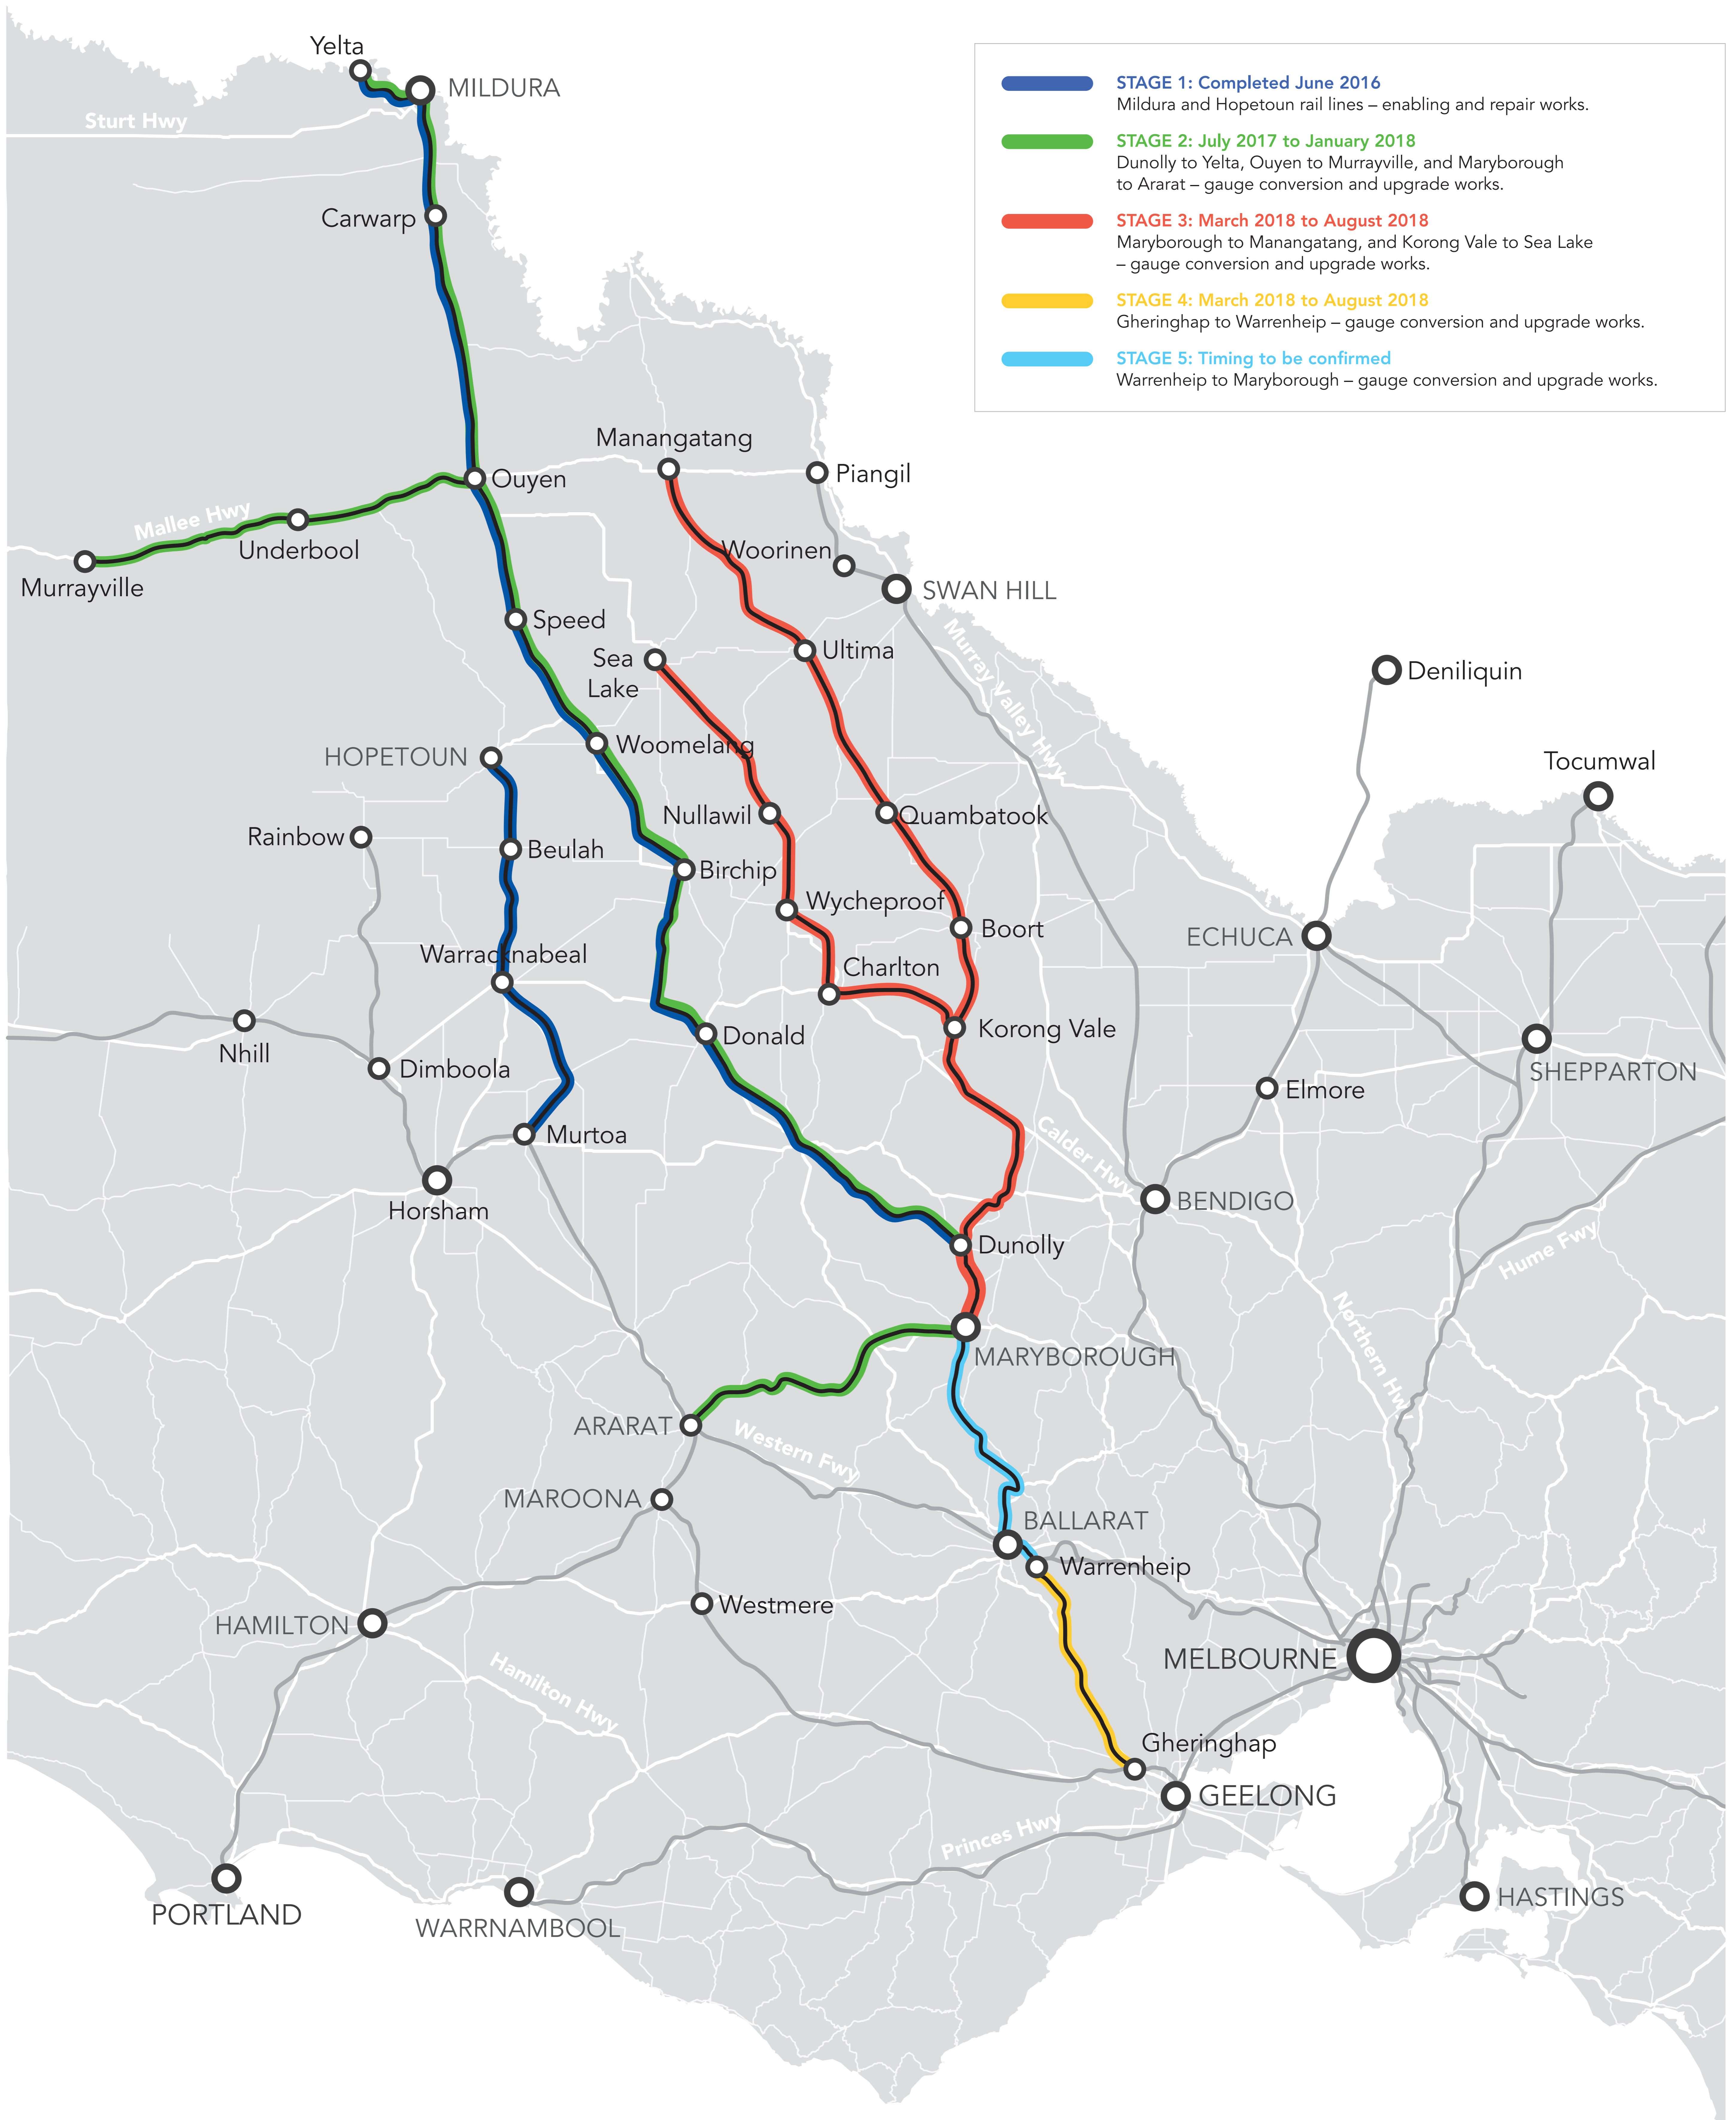 Yelta
MILDURA
Sturt Hwy
STAGE 1: Completed June 2016
Mildura and Hopetoun rail lines – enabling and repair works.
STAGE 2: July 2017 to January 2018
Dunolly to Yelta, Ouyen to Murrayville, and Maryborough
to Ararat – gauge conversion and upgrade works.
STAGE 3: March 2018 to August 2018
Maryborough to Manangatang, and Korong Vale to Sea Lake
– gauge conversion and upgrade works.
STAGE 4: March 2018 to August 2018
Gheringhap to Warrenheip – gauge conversion and upgrade works.
STAGE 5: Timing to be confirmed
Warrenheip to Maryborough – gauge conversion and upgrade works.
Carwarp
Manangatang
Piangil
Ouyen
Mallee Hwy
Underbool
Woorinen
Murrayville
SWAN HILL
Speed
Ultima
Sea
Lake
Murray Valley Hwy
Deniliquin
Woomelang
HOPETOUN
Tocumwal
Nullawil
Quambatook
Rainbow
Beulah
Birchip
Wycheproof
Boort
ECHUCA
Warracknabeal
Charlton
Donald
Korong Vale
Nhill
Dimboola
SHEPPARTON
Elmore
Murtoa
Calder Hwy
Horsham
BENDIGO
Dunolly
Hume Fwy
Northern Hwy
MARYBOROUGH
ARARAT
Western Fwy
MAROONA
BALLARAT
Warrenheip
Westmere
HAMILTON
MELBOURNE
Hamilton Hwy
Gheringhap
GEELONG
Princes Hwy
PORTLAND
WARRNAMBOOL
HASTINGS